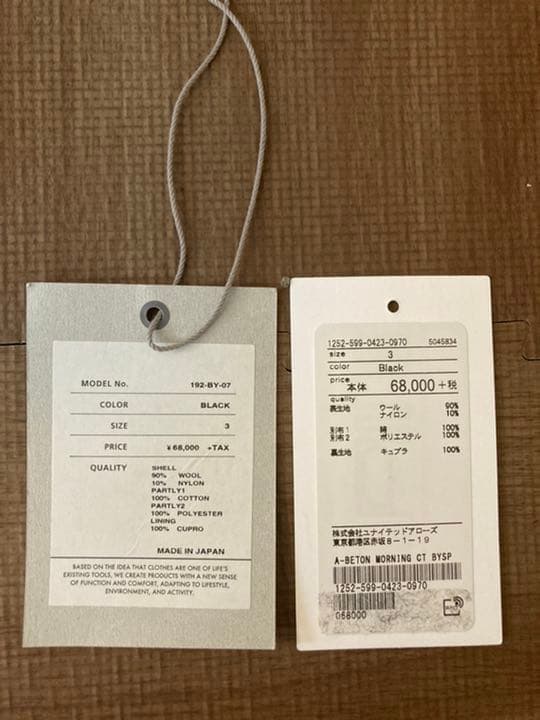 MODEL No. 192-BY-07
COLOR BLACK
SIZE 3
PRICE ¥68,000 +TAX
QUALITY SHELL
90% WOOL
10% NYLON
PARTLY1
100% COTTON
PARTLY2
100% POLYESTER
LINING
100% CUPRO
MADE IN JAPAN
BASED ON THE IDEA THAT CLOTHES ARE ONE OF LIFE'S
EXISTING TOOLS, WE CREATE PRODUCTS WITH A NEW SENSE
OF FUNCTION AND COMFORT, ADAPTING TO LIFESTYLE,
ENVIRONMENT, AND ACTIVITY.
1252-599-0423-0970 5045834
size 3
color Black
price 本体 68,000+税
quality
表生地 ウール 90%
ナイロン 10%
別布1 綿 100%
別布2 ポリエステル 100%
裏生地 キュプラ 100%
株式会社ユナイテッドアローズ
東京都港区赤坂8-1-19
A-BETON MORNING CT BYSP
1252-599-0423-0970
068000